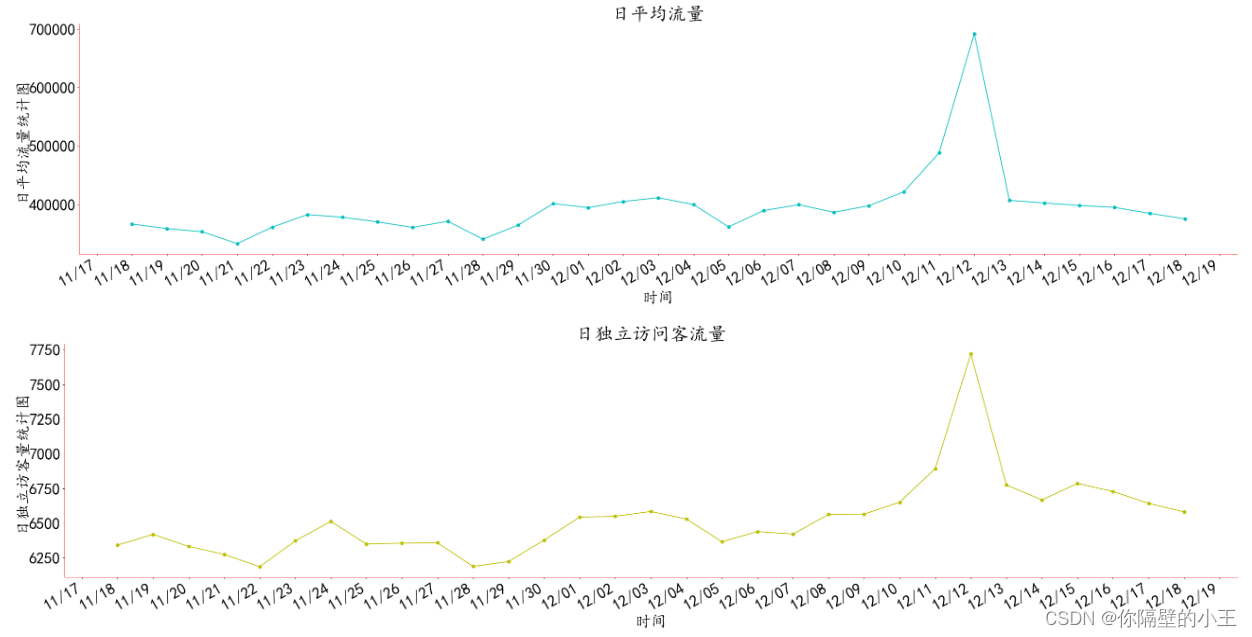 日平均流量
700000
600000
500000
400000
日平均流量统计图
11/17 11/18 11/19 11/20 11/21 11/22 11/23 11/24 11/25 11/26 11/27 11/28 11/29 11/30 12/01 12/02 12/03 12/04 12/05 12/06 12/07 12/08 12/09 12/10 12/11 12/12 12/13 12/14 12/15 12/16 12/17 12/18 12/19
时间
日独立访问客流量
7750
7500
7250
7000
6750
6500
6250
日独立访客量统计图
11/17 11/18 11/19 11/20 11/21 11/22 11/23 11/24 11/25 11/26 11/27 11/28 11/29 11/30 12/01 12/02 12/03 12/04 12/05 12/06 12/07 12/08 12/09 12/10 12/11 12/12 12/13 12/14 12/15 12/16 12/17 12/18 12/19
时间
CSDN @你隔壁的小王